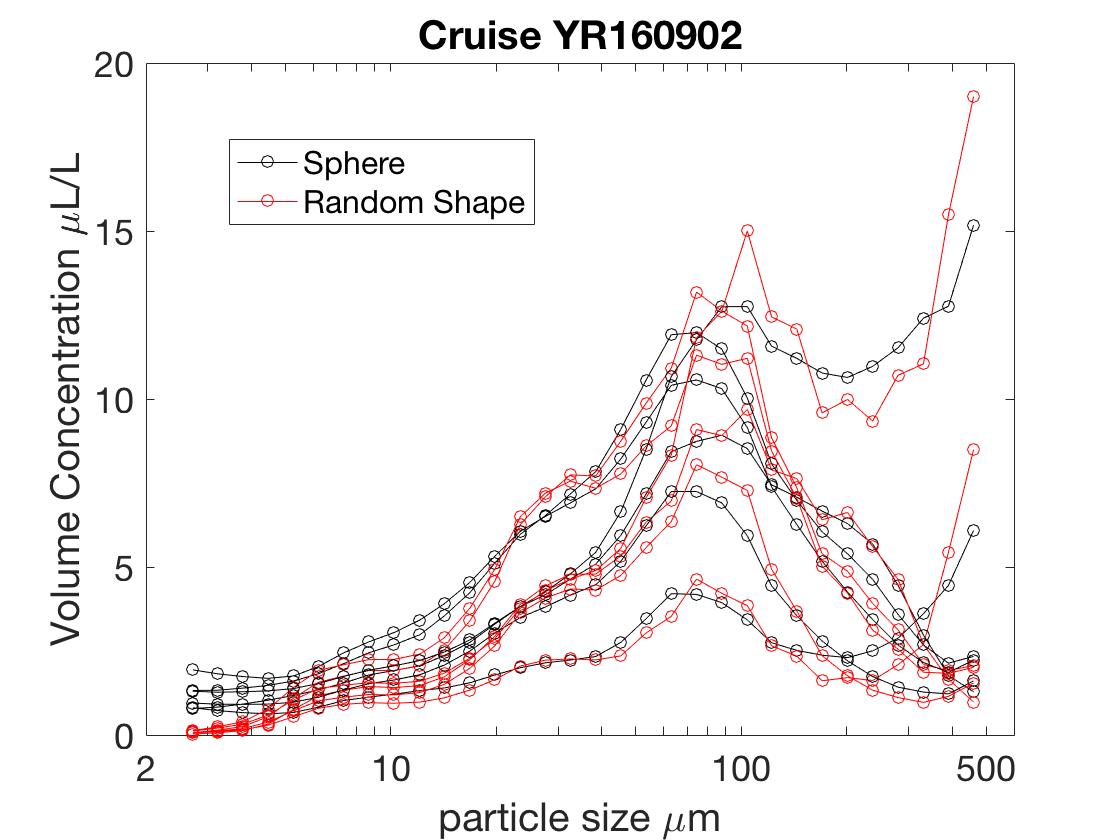 Cruise YR160902
20
15
10
5
0
Volume Concentration μL/L
Sphere
Random Shape
2 10 100 500
particle size μm